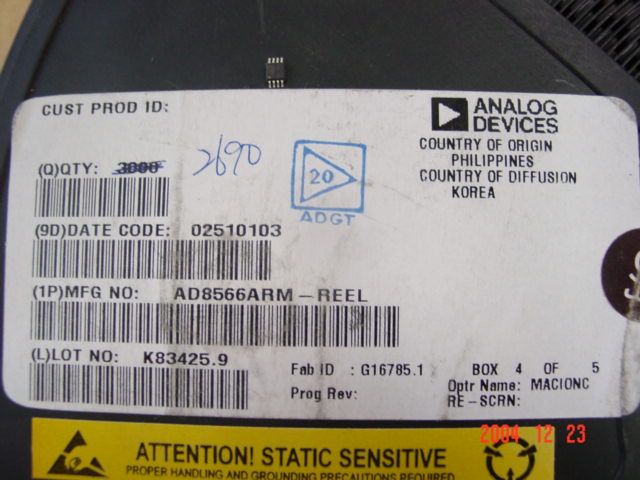 CUST PROD ID:
ANALOG
DEVICES
COUNTRY OF ORIGIN
PHILIPPINES
COUNTRY OF DIFFUSION
KOREA
(Q)QTY: 3000 2690
20
ADGT
(9D)DATE CODE: 02510103
(1P)MFG NO: AD8566ARM-REEL
(L)LOT NO: K83425.9
Fab ID : G16785.1 BOX 4 OF 5
Prog Rev: Optr Name: MACIONC
RE-SCRN:
2004 12 23
ATTENTION! STATIC SENSITIVE
PROPER HANDLING AND GROUNDING PRECAUTIONS REQUIRED